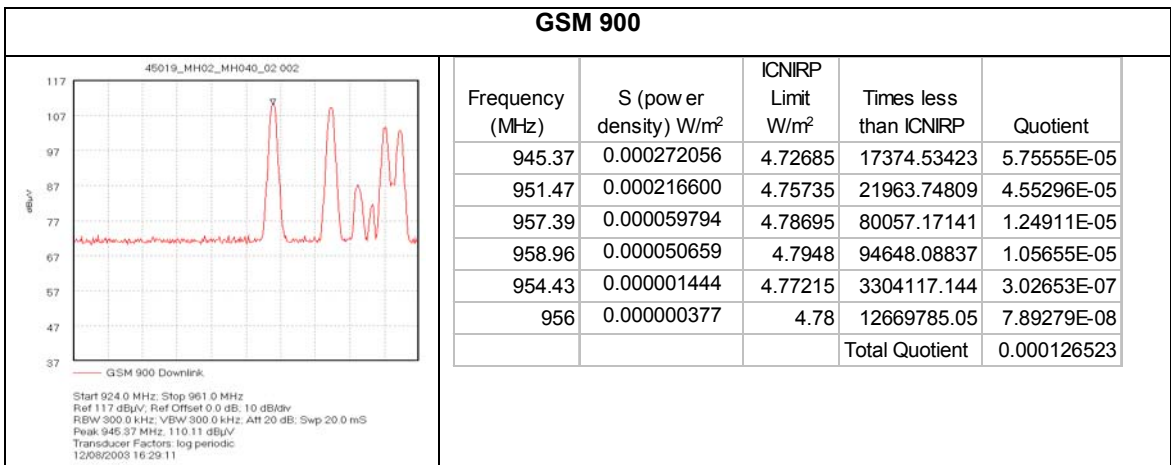 GSM 900
45019_MH02_MH040_02 002
117
107
97
87
77
67
57
47
37
dBµV
GSM 900 Downlink
Start 924.0 MHz; Stop 961.0 MHz
Ref 117 dBµV; Ref Offset 0.0 dB; 10 dB/div
RBW 300.0 kHz; VBW 300.0 kHz; Att 20 dB; Swp 20.0 mS
Peak 945.37 MHz, 110.11 dBµV
Transducer Factors: log periodic
12/08/2003 16:29:11
Frequency (MHz) S (pow er density) W/m² ICNIRP Limit W/m² Times less than ICNIRP Quotient
945.37 0.000272056 4.72685 17374.53423 5.75555E-05
951.47 0.000216600 4.75735 21963.74809 4.55296E-05
957.39 0.000059794 4.78695 80057.17141 1.24911E-05
958.96 0.000050659 4.7948 94648.08837 1.05655E-05
954.43 0.000001444 4.77215 3304117.144 3.02653E-07
956 0.000000377 4.78 12669785.05 7.89279E-08
Total Quotient 0.000126523